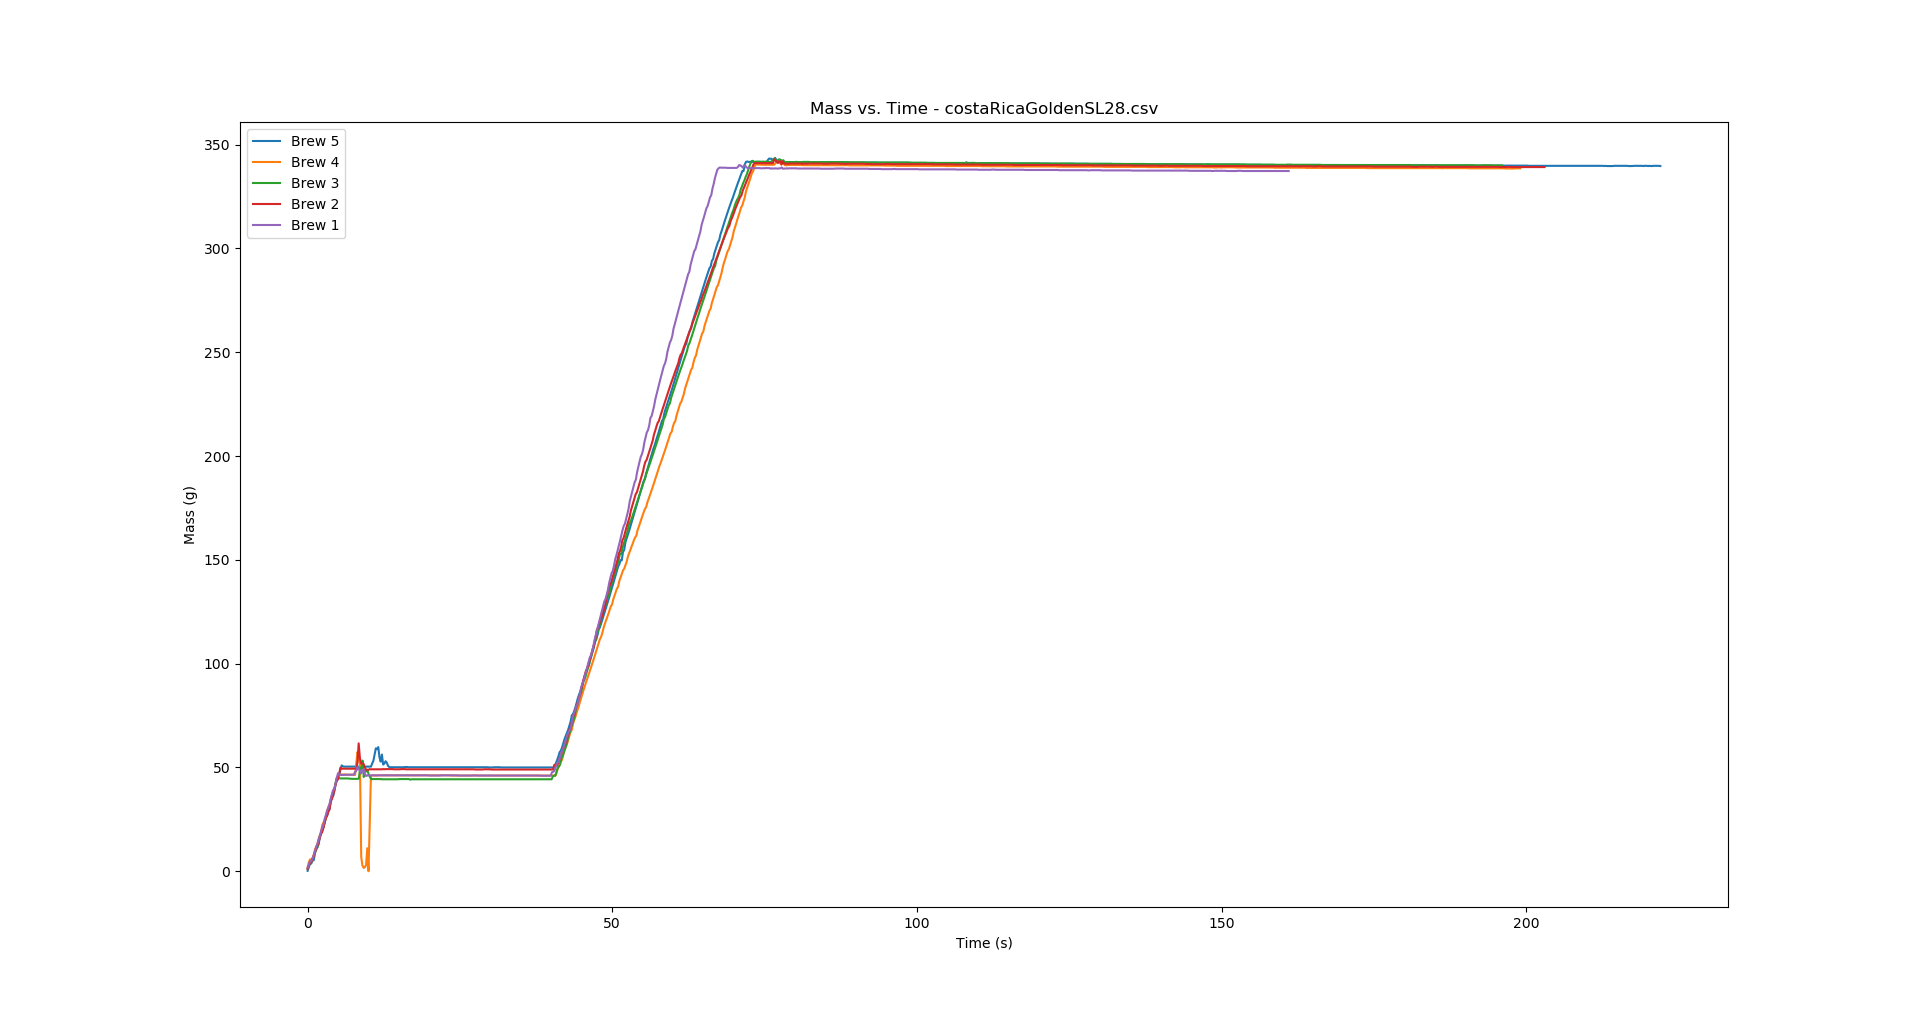 Mass vs. Time - costaRicaGoldenSL28.csv
Brew 5
Brew 4
Brew 3
Brew 2
Brew 1
Mass (g)
350
300
250
200
150
100
50
0
0 50 100 150 200
Time (s)